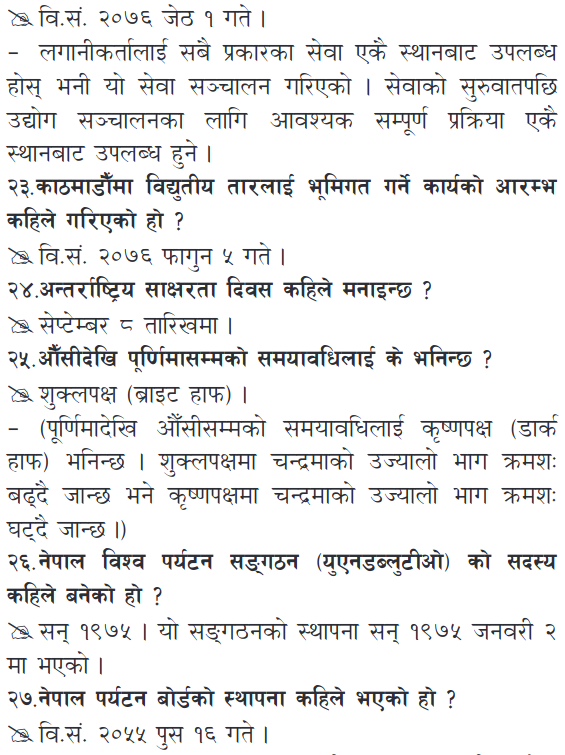 वि.सं. २०७६ जेठ १ गते ।
– लगानीकर्तालाई सबै प्रकारका सेवा एकै स्थानबाट उपलब्ध
होस् भनी यो सेवा सञ्चालन गरिएको । सेवाको सुरुवातपछि
उद्योग सञ्चालनका लागि आवश्यक सम्पूर्ण प्रक्रिया एकै
स्थानबाट उपलब्ध हुने ।
२३.काठमाडौँमा विद्युतीय तारलाई भूमिगत गर्ने कार्यको आरम्भ
कहिले गरिएको हो ?
वि.सं. २०७६ फागुन ५ गते ।
२४.अन्तर्राष्ट्रिय साक्षरता दिवस कहिले मनाइन्छ ?
सेप्टेम्बर ८ तारिखमा ।
२५.औँसीदेखि पूर्णिमासम्मको समयावधिलाई के भनिन्छ ?
शुक्लपक्ष (ब्राइट हाफ) ।
– (पूर्णिमादेखि औँसीसम्मको समयावधिलाई कृष्णपक्ष (डार्क
हाफ) भनिन्छ । शुक्लपक्षमा चन्द्रमाको उज्यालो भाग क्रमशः
बढ्दै जान्छ भने कृष्णपक्षमा चन्द्रमाको उज्यालो भाग क्रमशः
घट्दै जान्छ ।)
२६.नेपाल विश्व पर्यटन सङ्गठन (युएनडब्लुटीओ) को सदस्य
कहिले बनेको हो ?
सन् १९७५ । यो सङ्गठनको स्थापना सन् १९७५ जनवरी २
मा भएको ।
२७.नेपाल पर्यटन बोर्डको स्थापना कहिले भएको हो ?
वि.सं. २०५५ पुस १६ गते ।